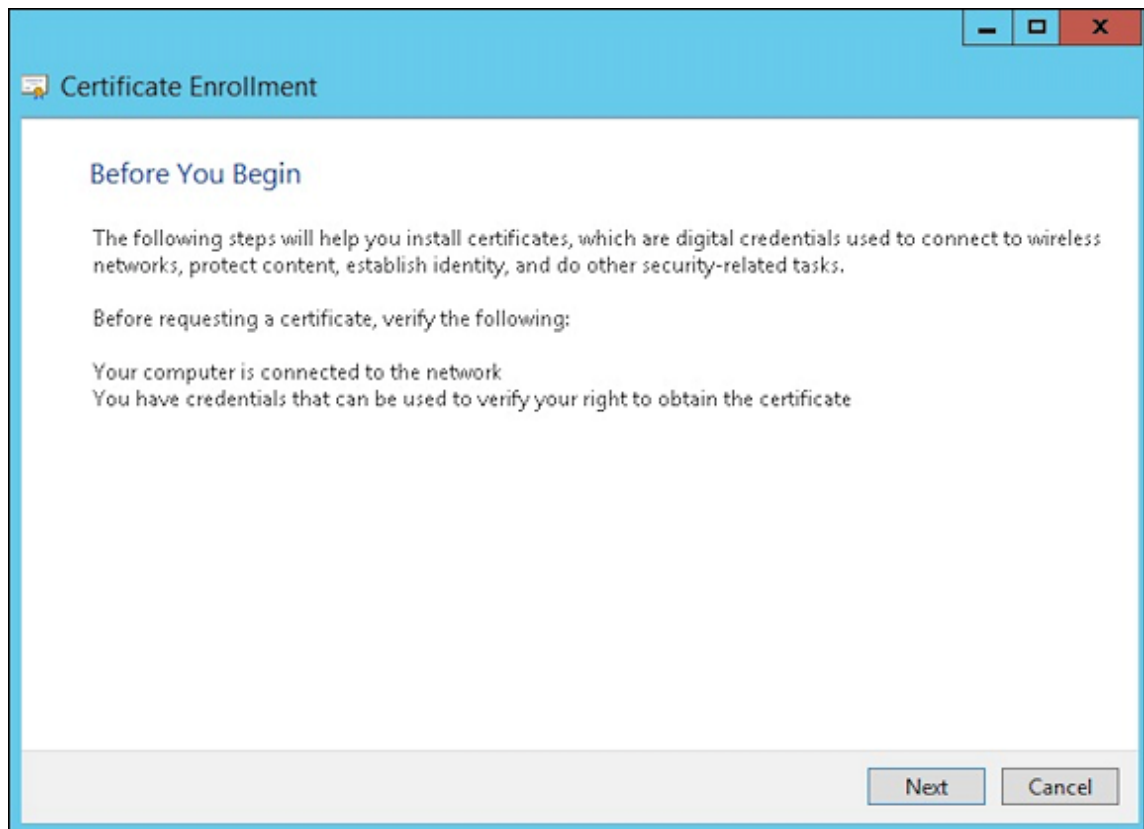 Certificate Enrollment
Before You Begin
The following steps will help you install certificates, which are digital credentials used to connect to wireless
networks, protect content, establish identity, and do other security-related tasks.
Before requesting a certificate, verify the following:
Your computer is connected to the network
You have credentials that can be used to verify your right to obtain the certificate
Next
Cancel